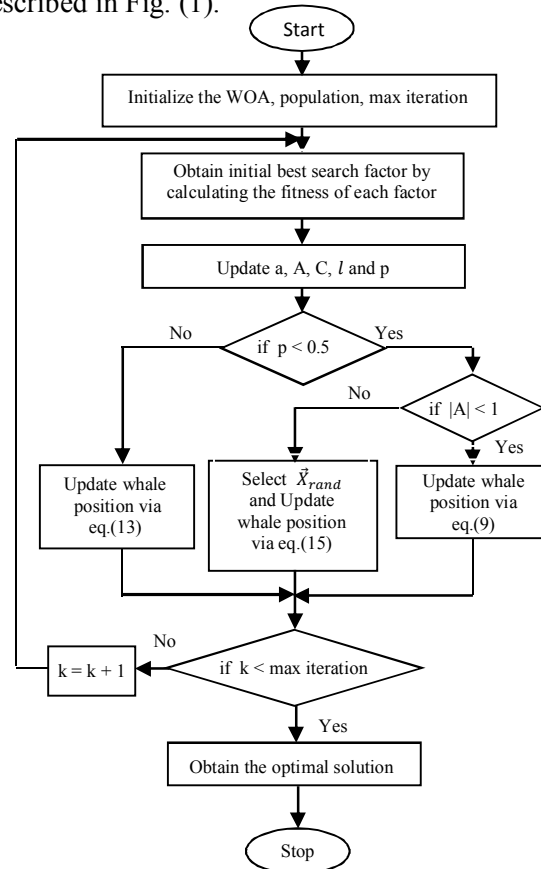 escribed in Fig. (1).
Start
Initialize the WOA, population, max iteration
Obtain initial best search factor by
calculating the fitness of each factor
Update a, A, C, l and p
No
Yes
if p < 0.5
No
if |A| < 1
Yes
Update whale
position via
eq.(13)
Select X⃗rand
and Update
whale position
via eq.(15)
Update whale
position via
eq.(9)
No
k = k + 1
if k < max iteration
Yes
Obtain the optimal solution
Stop